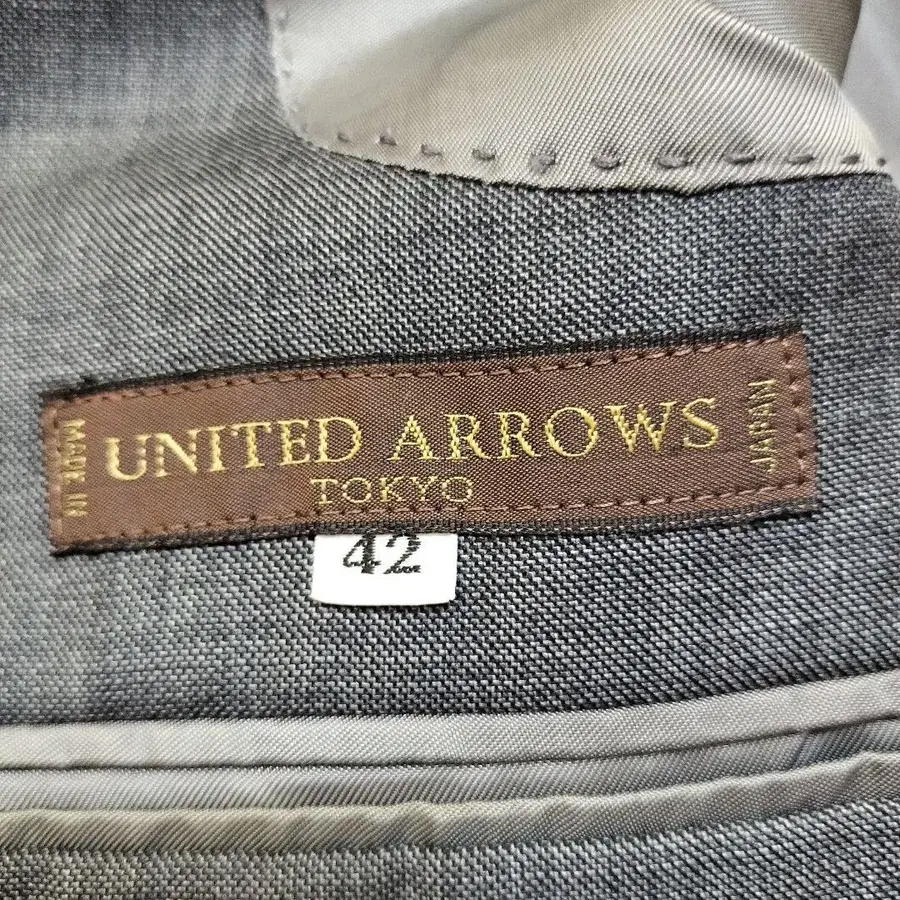 MADE IN
UNITED ARROWS
TOKYO
JAPAN
42